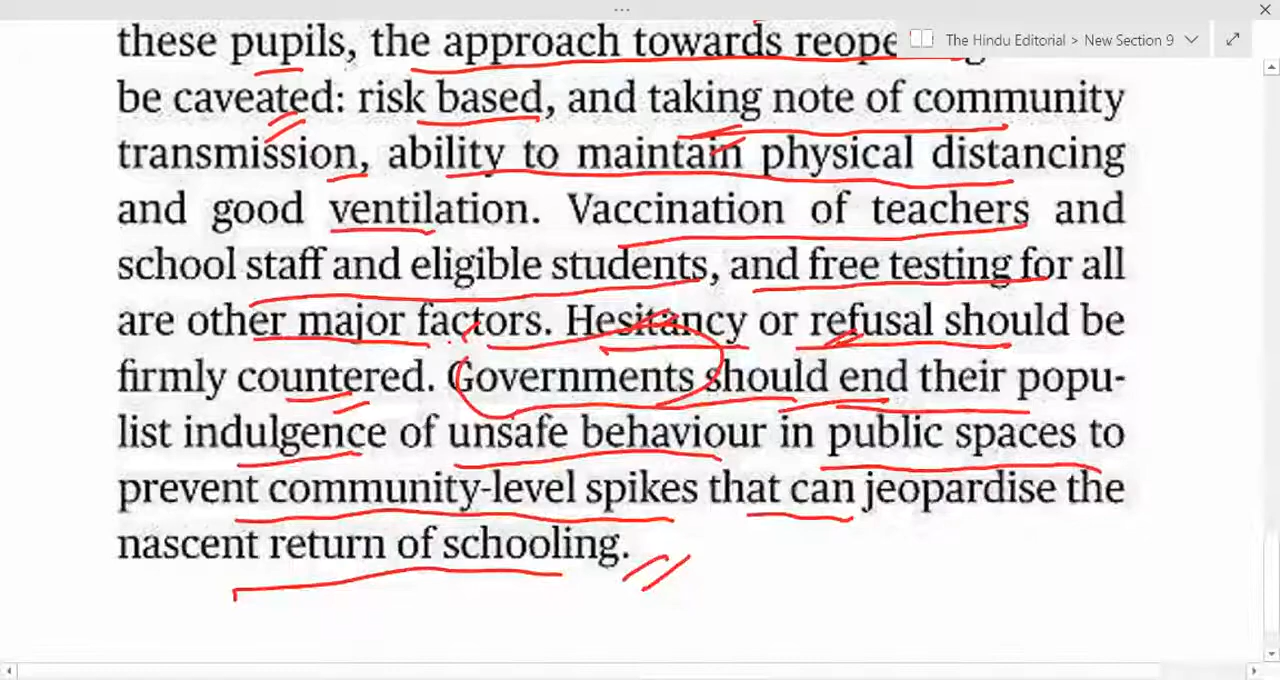 these pupils, the approach towards reope
The Hindu Editorial > New Section 9
be caveated: risk based, and taking note of community
transmission, ability to maintain physical distancing
and good ventilation. Vaccination of teachers and
school staff and eligible students, and free testing for all
are other major factors. Hesitancy or refusal should be
firmly countered. Governments should end their popu-
list indulgence of unsafe behaviour in public spaces to
prevent community-level spikes that can jeopardise the
nascent return of schooling.